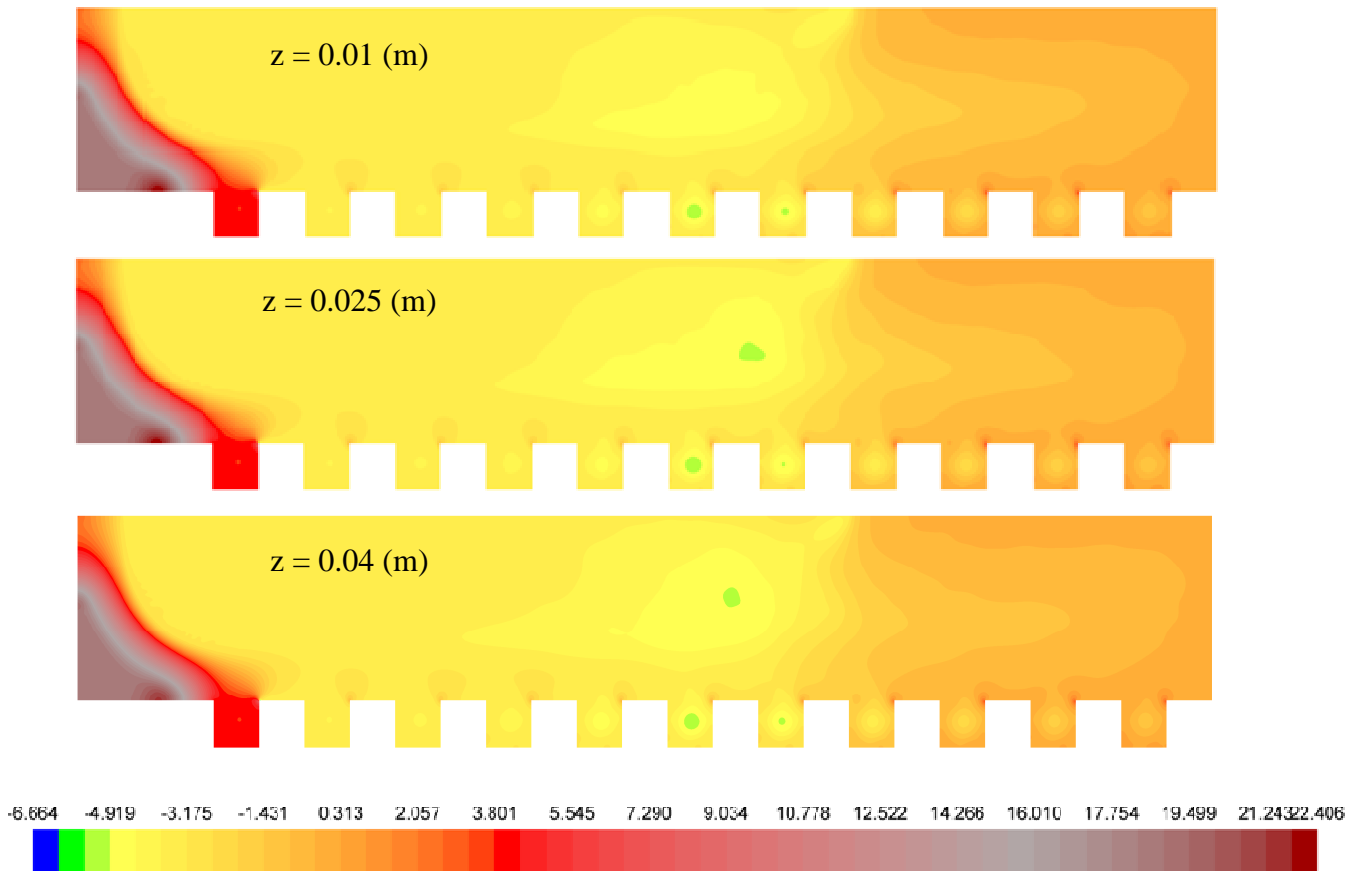 z = 0.01 (m)
z = 0.025 (m)
z = 0.04 (m)
-6.664 -4.919 -3.175 -1.431 0.313 2.057 3.801 5.545 7.290 9.034 10.778 12.522 14.266 16.010 17.754 19.499 21.243 22.406